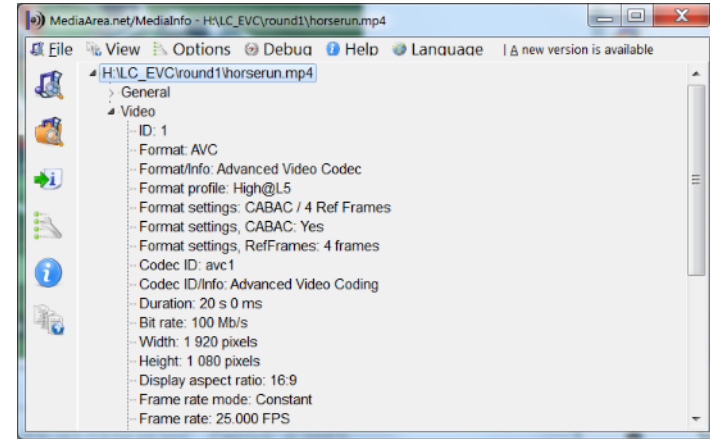 MediaArea.net/MediaInfo - H:\LC_EVC\round1\horserun.mp4
File View Options Debug Help Language | A new version is available
H:\LC_EVC\round1\horserun.mp4
General
Video
ID: 1
Format: AVC
Format/Info: Advanced Video Codec
Format profile: High@L5
Format settings: CABAC / 4 Ref Frames
Format settings, CABAC: Yes
Format settings, RefFrames: 4 frames
Codec ID: avc1
Codec ID/Info: Advanced Video Coding
Duration: 20 s 0 ms
Bit rate: 100 Mb/s
Width: 1 920 pixels
Height: 1 080 pixels
Display aspect ratio: 16:9
Frame rate mode: Constant
Frame rate: 25.000 FPS